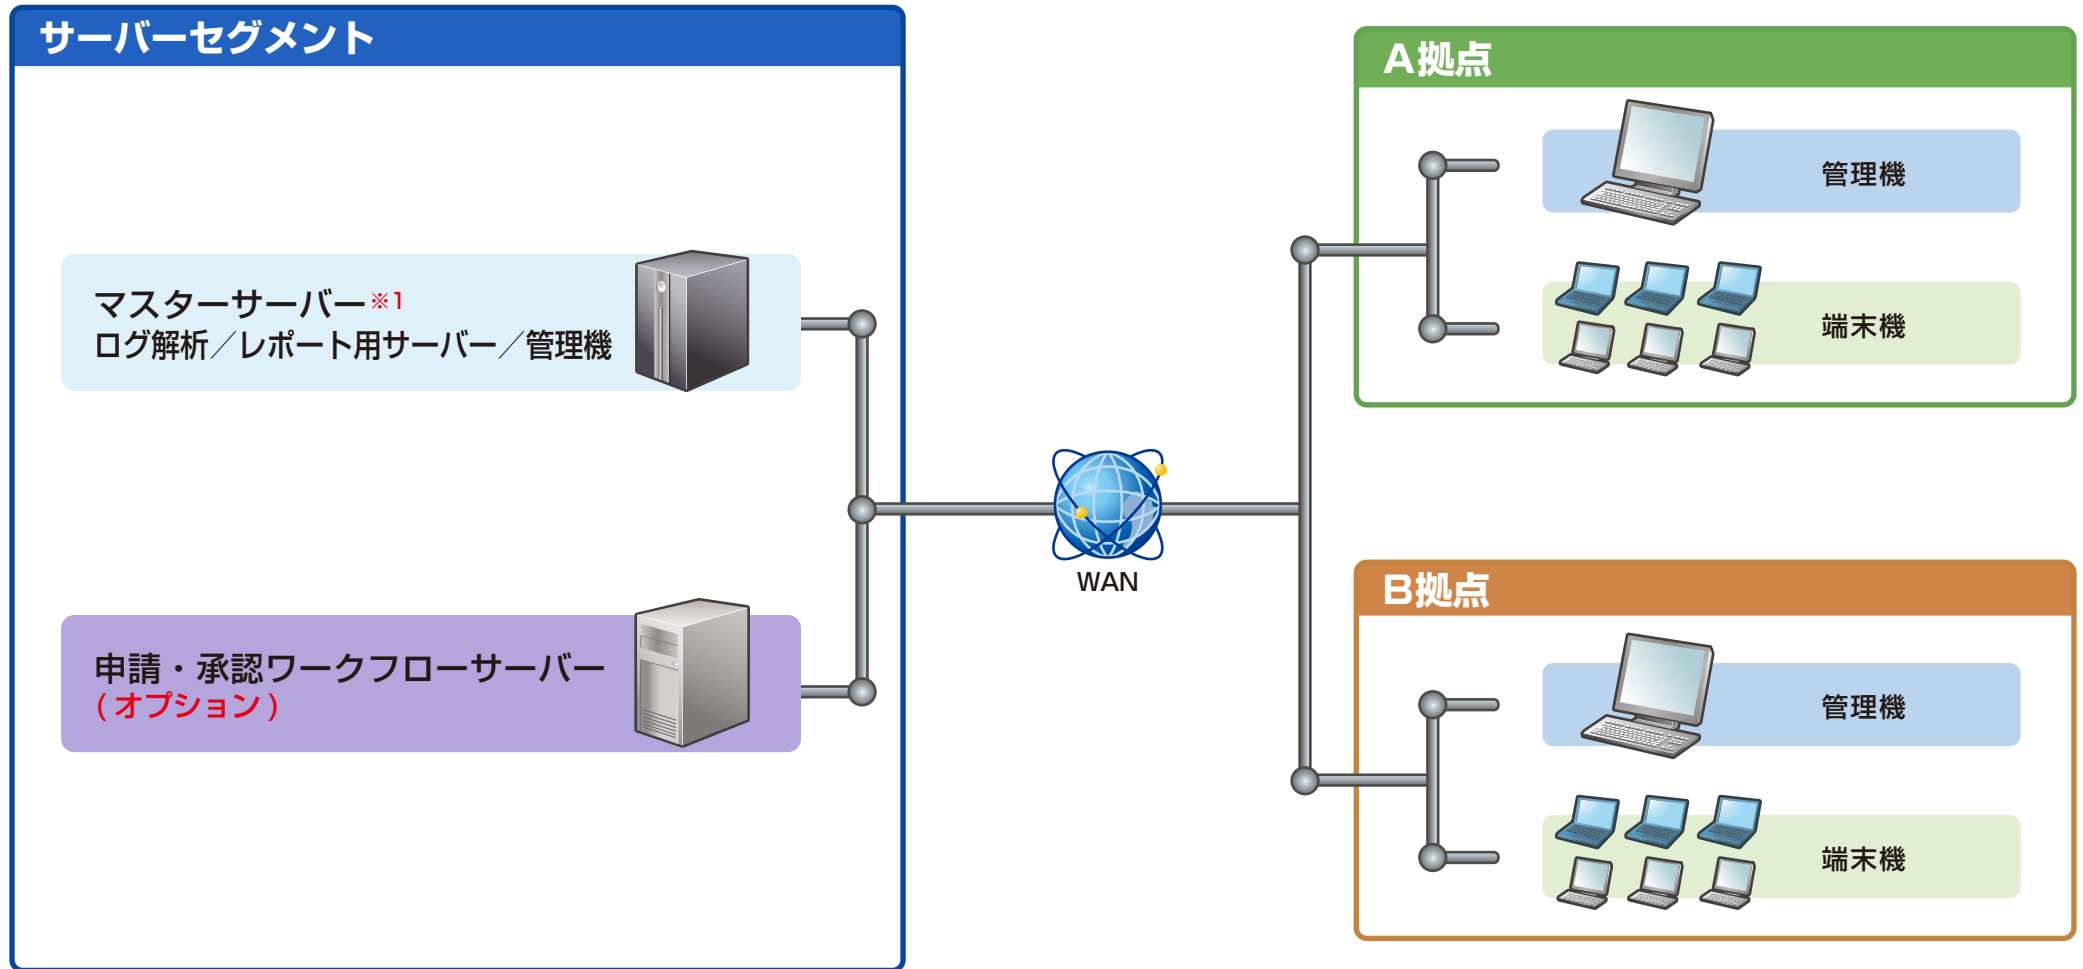 サーバーセグメント
マスターサーバー※1
ログ解析／レポート用サーバー／管理機
申請・承認ワークフローサーバー
(オプション)
WAN
A拠点
管理機
端末機
B拠点
管理機
端末機